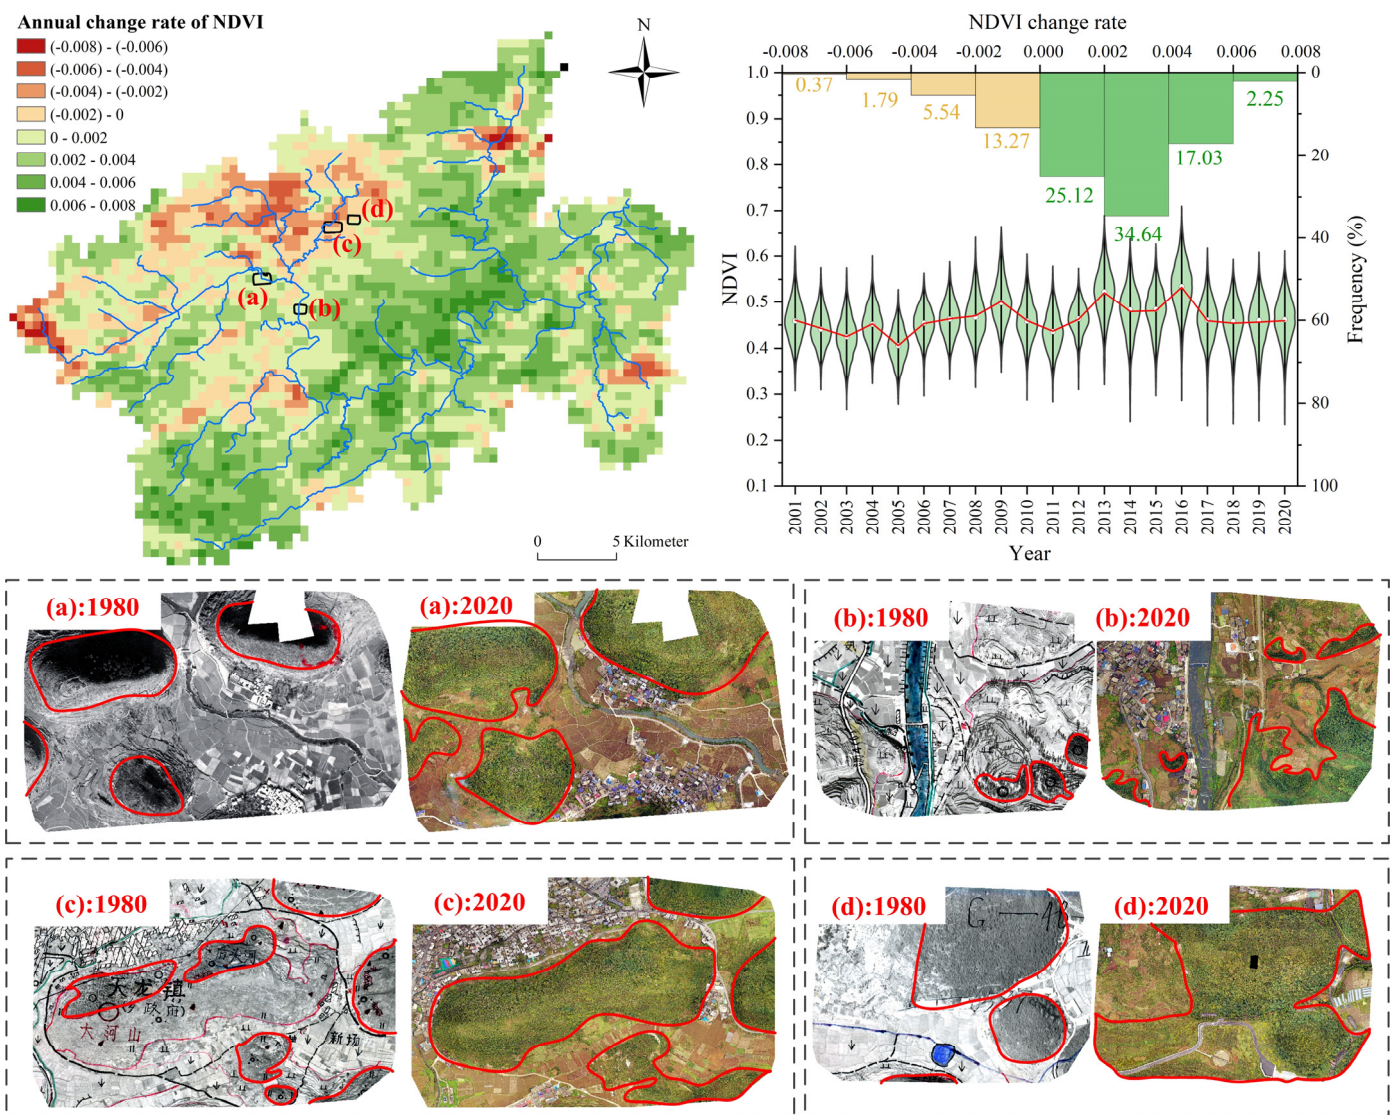 Annual change rate of NDVI
(-0.008) - (-0.006)
(-0.006) - (-0.004)
(-0.004) - (-0.002)
(-0.002) - 0
0 - 0.002
0.002 - 0.004
0.004 - 0.006
0.006 - 0.008
N
(d)
(c)
(a)
(b)
0 5 Kilometer
NDVI change rate
-0.008 -0.006 -0.004 -0.002 0.000 0.002 0.004 0.006 0.008
1.0
0.9
0.8
0.7
0.6
0.5
0.4
0.3
0.2
0.1
NDVI
0.37
1.79
5.54
13.27
25.12
34.64
17.03
2.25
0
20
40
60
80
100
Frequency (%)
2001 2002 2003 2004 2005 2006 2007 2008 2009 2010 2011 2012 2013 2014 2015 2016 2017 2018 2019 2020
Year
(a):1980
(a):2020
(b):1980
(b):2020
(c):1980
天龙镇
政府
大河山
新场
(c):2020
(d):1980
G
(d):2020